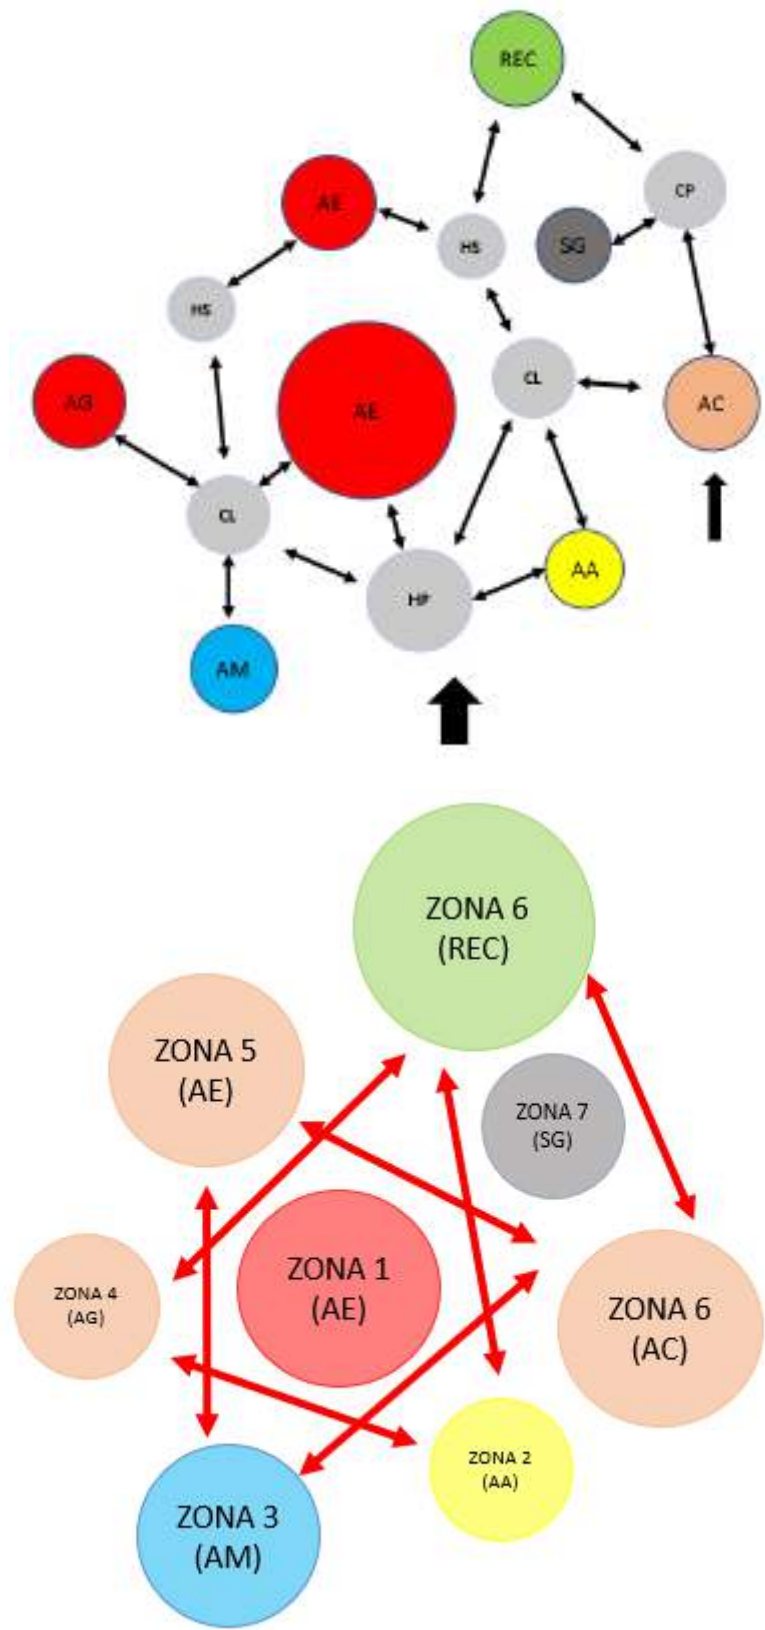 REC
CP
AE
HS
SG
HS
CL
AG
AE
AC
CL
AA
HP
AM
ZONA 6
(REC)
ZONA 5
(AE)
ZONA 7
(SG)
ZONA 4
(AG)
ZONA 1
(AE)
ZONA 6
(AC)
ZONA 2
(AA)
ZONA 3
(AM)